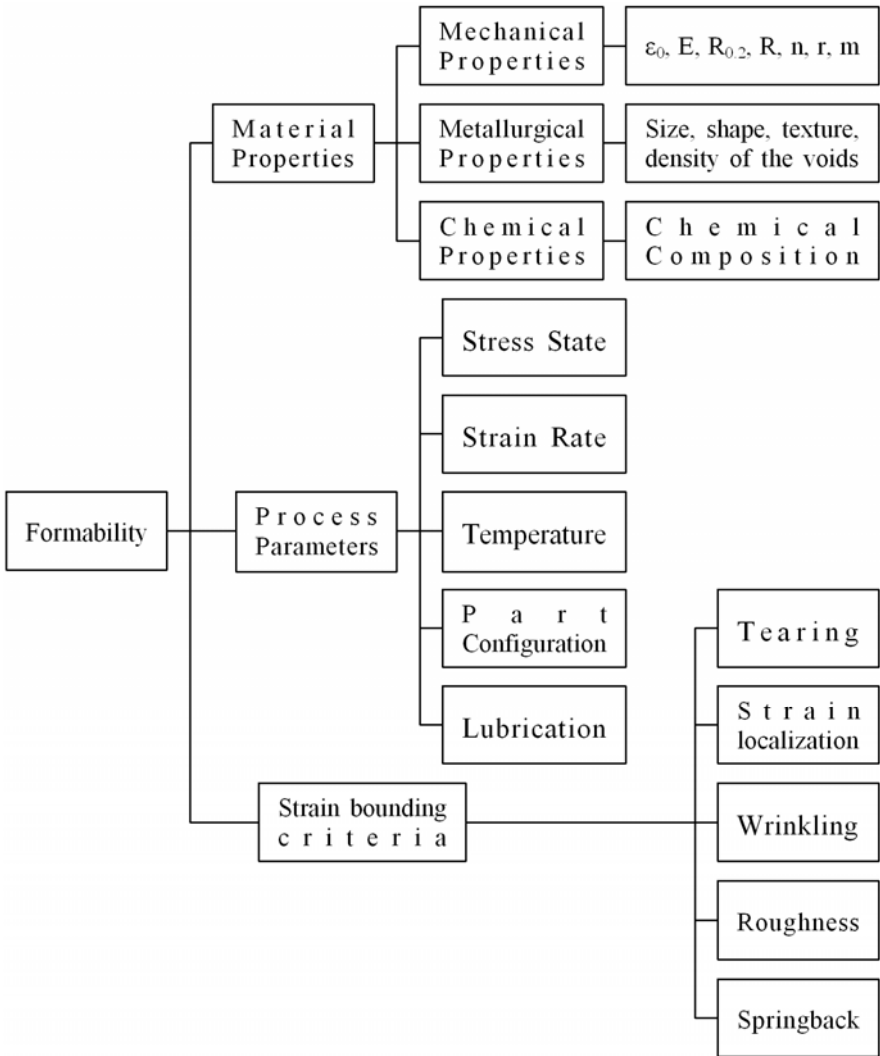 Mechanical
Properties
ε₀, E, R₀.₂, R, n, r, m
Material
Properties
Metallurgical
Properties
Size, shape, texture,
density of the voids
Chemical
Properties
Chemical
Composition
Stress State
Strain Rate
Formability
Process
Parameters
Temperature
Part
Configuration
Lubrication
Strain bounding
criteria
Tearing
Strain
localization
Wrinkling
Roughness
Springback